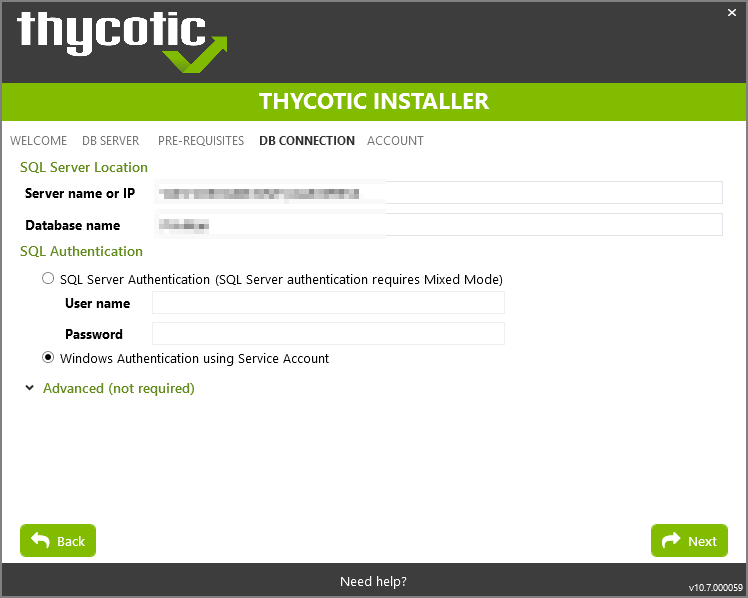 thycotic
THYCOTIC INSTALLER
WELCOME DB SERVER PRE-REQUISITES DB CONNECTION ACCOUNT
SQL Server Location
Server name or IP
Database name
SQL Authentication
SQL Server Authentication (SQL Server authentication requires Mixed Mode)
User name
Password
Windows Authentication using Service Account
Advanced (not required)
Back Next
Need help?
v10.7.000059